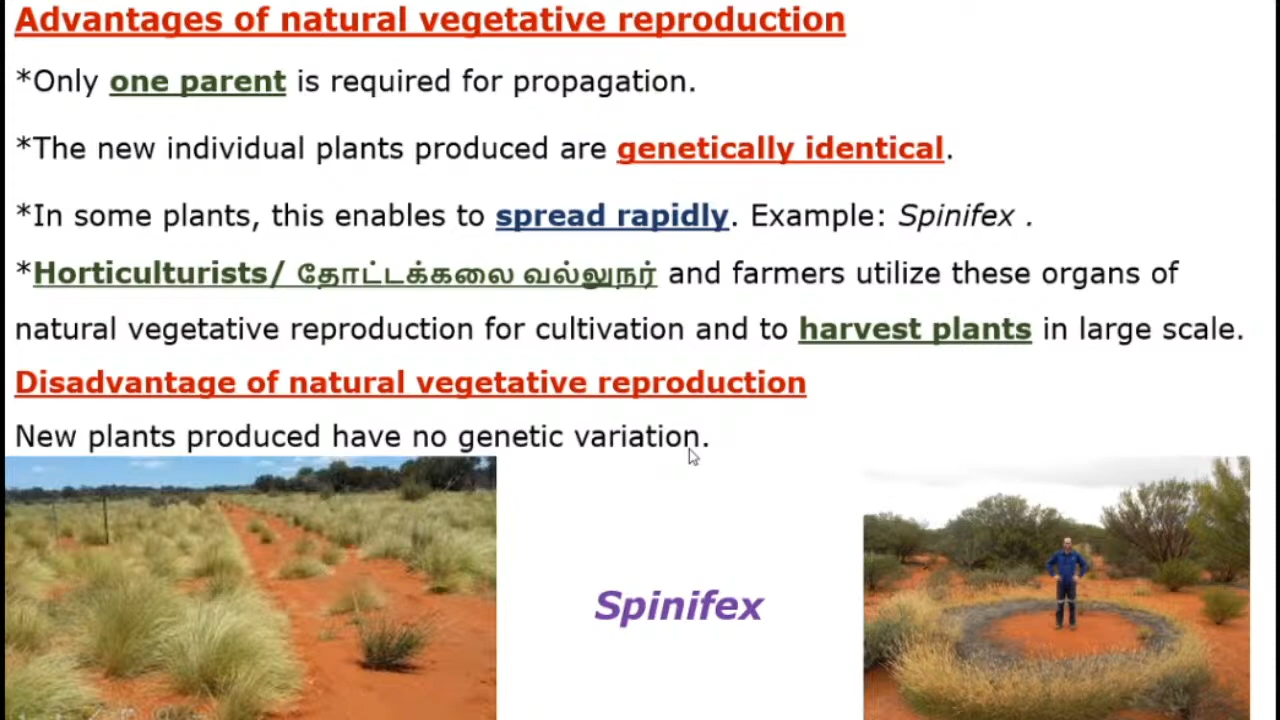 Advantages of natural vegetative reproduction
*Only one parent is required for propagation.
*The new individual plants produced are genetically identical.
*In some plants, this enables to spread rapidly. Example: Spinifex .
*Horticulturists/ தோட்டக்கலை வல்லுநர் and farmers utilize these organs of
natural vegetative reproduction for cultivation and to harvest plants in large scale.
Disadvantage of natural vegetative reproduction
New plants produced have no genetic variation.
Spinifex